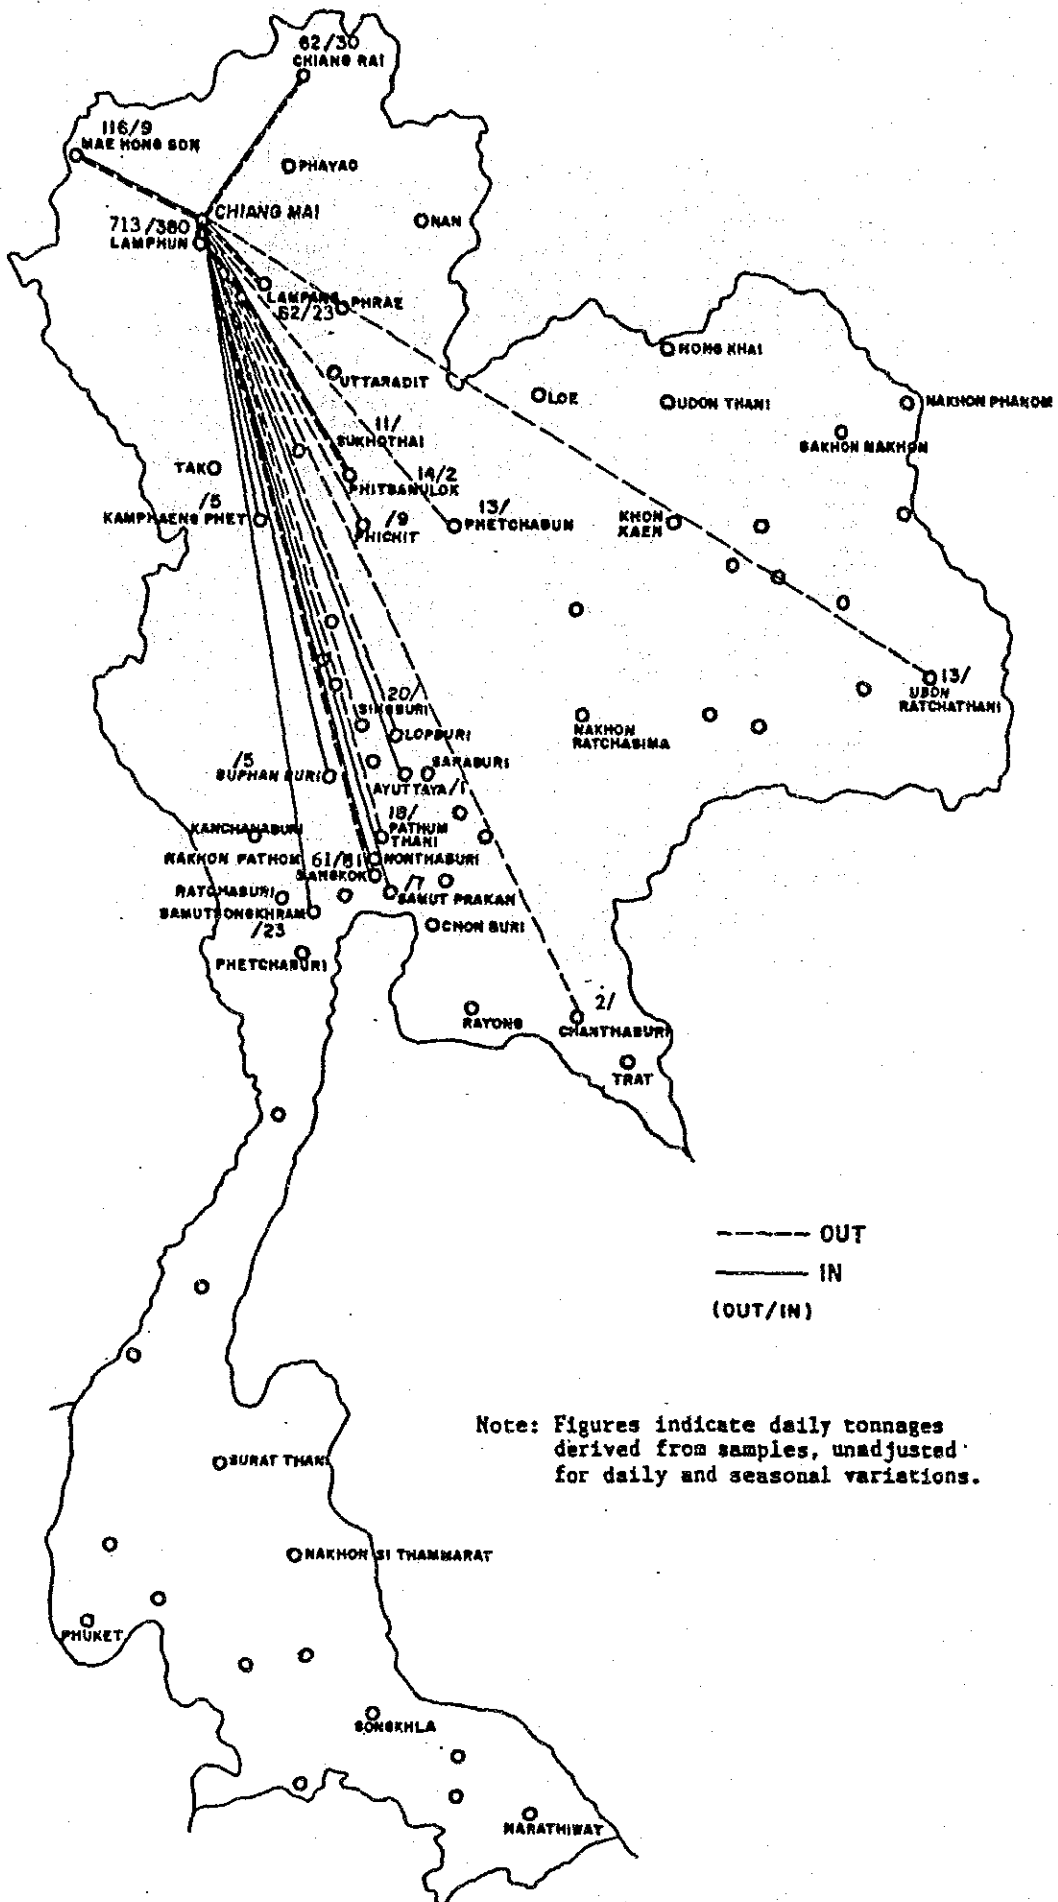 62/30
CHIANG RAI
116/9
MAE HONG SON
PHAYAO
CHIANG MAI
NAN
713/380
LAMPHUN
LAMPANG
62/23
PHRAE
NONG KHAI
UTTARADIT
LOE
UDON THANI
NAKHON PHANOM
SAKHON NAKHON
11/
SUKHOTHAI
TAK
14/2
PHITSANULOK
/5
KAMPHAENG PHET
/9
PHICHIT
13/
PHETCHABUN
KHON
KAEN
13/
UBON
RATCHATHANI
20/
SINGBURI
LOPBURI
NAKHON
RATCHASIMA
SARABURI
/5
SUPHAN BURI
AYUTTAYA/1
18/
PATHUM
THANI
KANCHANABURI
NAKHON PATHOM
61/81
NONTHABURI
BANGKOK
/7
SAMUT PRAKAN
RATCHABURI
SAMUTSONGKHRAM
/23
CHON BURI
PHETCHABURI
2/
RAYONG
CHANTHABURI
TRAT
OUT
IN
(OUT/IN)
Note: Figures indicate daily tonnages
derived from samples, unadjusted
for daily and seasonal variations.
SURAT THANI
NAKHON SI THAMMARAT
PHUKET
SONGKHLA
NARATHIWAT